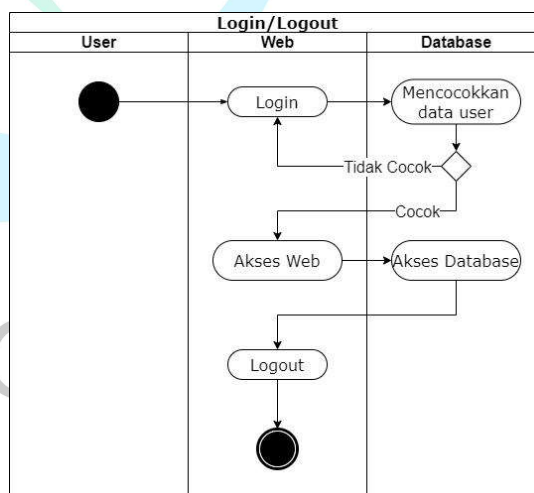 Login/Logout
User
Web
Database
Login
Mencocokkan
data user
Tidak Cocok
Cocok
Akses Web
Akses Database
Logout